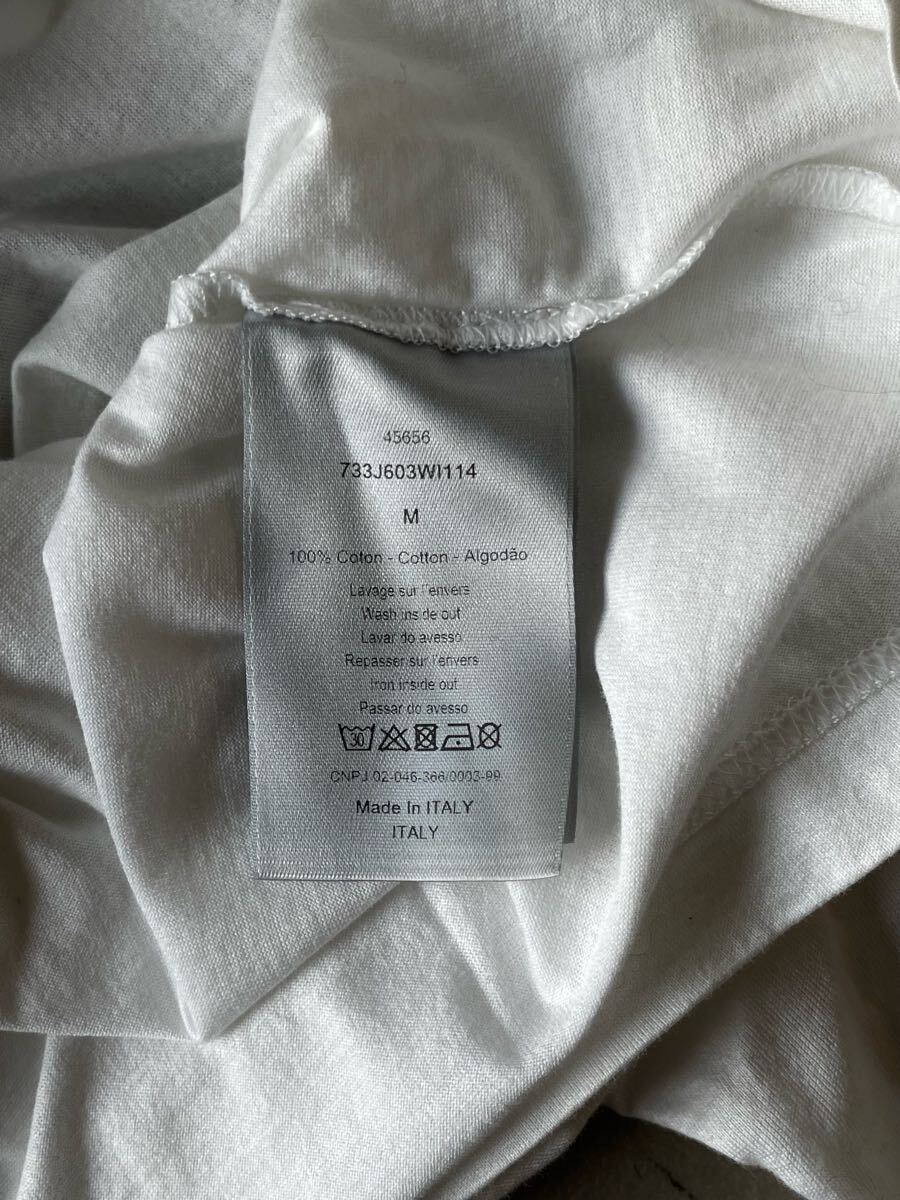 45656
733J603WI114
M
100% Coton - Cotton - Algodão
Lavage sur l'envers
Wash inside out
Lavar do avesso
Repasser sur l'envers
Iron inside out
Passar do avesso
30
CNPJ 02-046-366/0003-99
Made In ITALY
ITALY